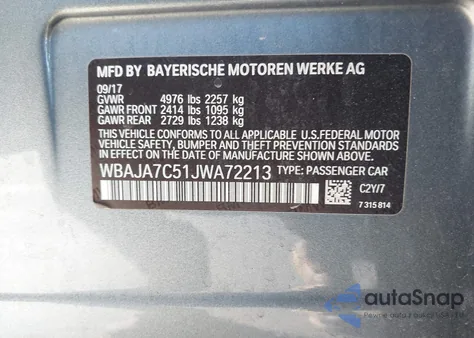 MFD BY BAYERISCHE MOTOREN WERKE AG
09/17
GVWR 4976 lbs 2257 kg
GAWR FRONT 2414 lbs 1095 kg
GAWR REAR 2729 lbs 1238 kg
THIS VEHICLE CONFORMS TO ALL APPLICABLE U.S.FEDERAL MOTOR
VEHICLE SAFETY, BUMPER AND THEFT PREVENTION STANDARDS
IN EFFECT ON THE DATE OF MANUFACTURE SHOWN ABOVE.
WBAJA7C51JWA72213 TYPE: PASSENGER CAR
C2Y/7
7 315 814
autoSnap